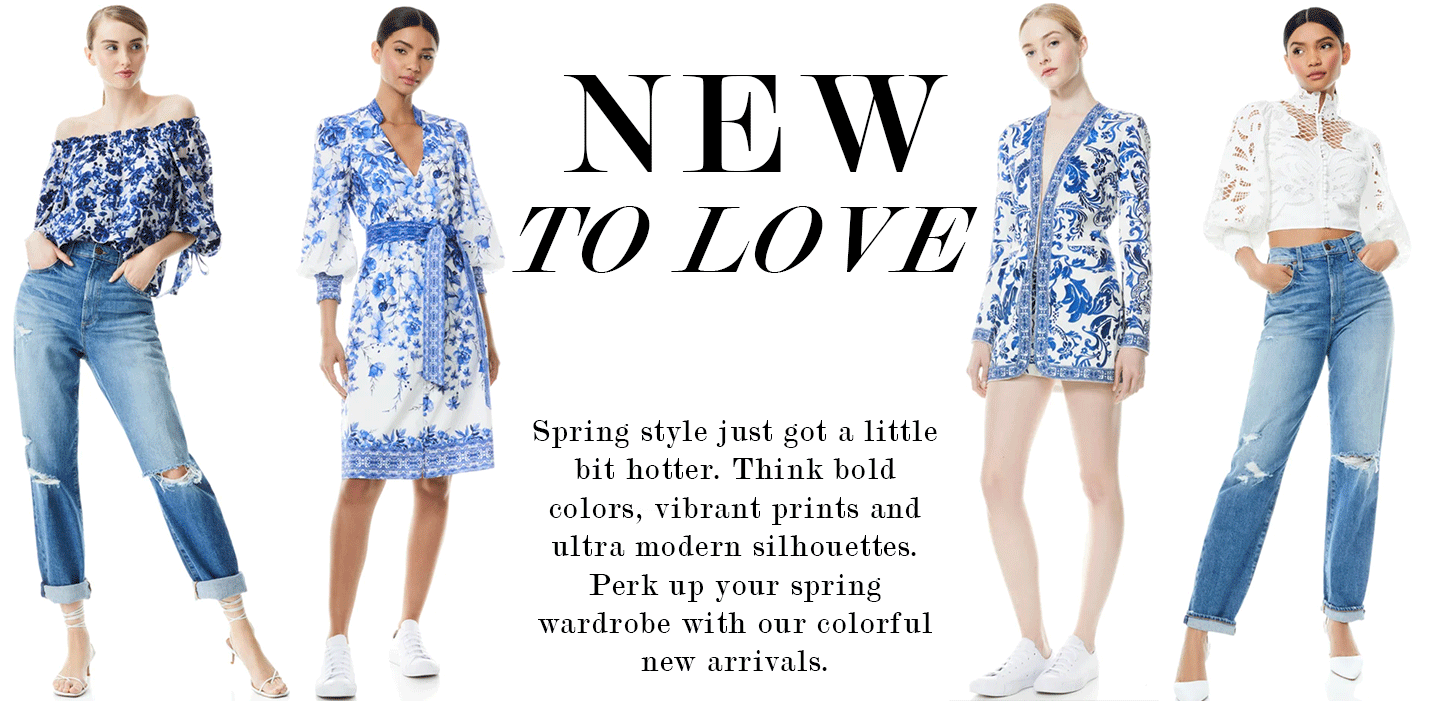 NEW
TO LOVE
Spring style just got a little
bit hotter. Think bold
colors, vibrant prints and
ultra modern silhouettes.
Perk up your spring
wardrobe with our colorful
new arrivals.